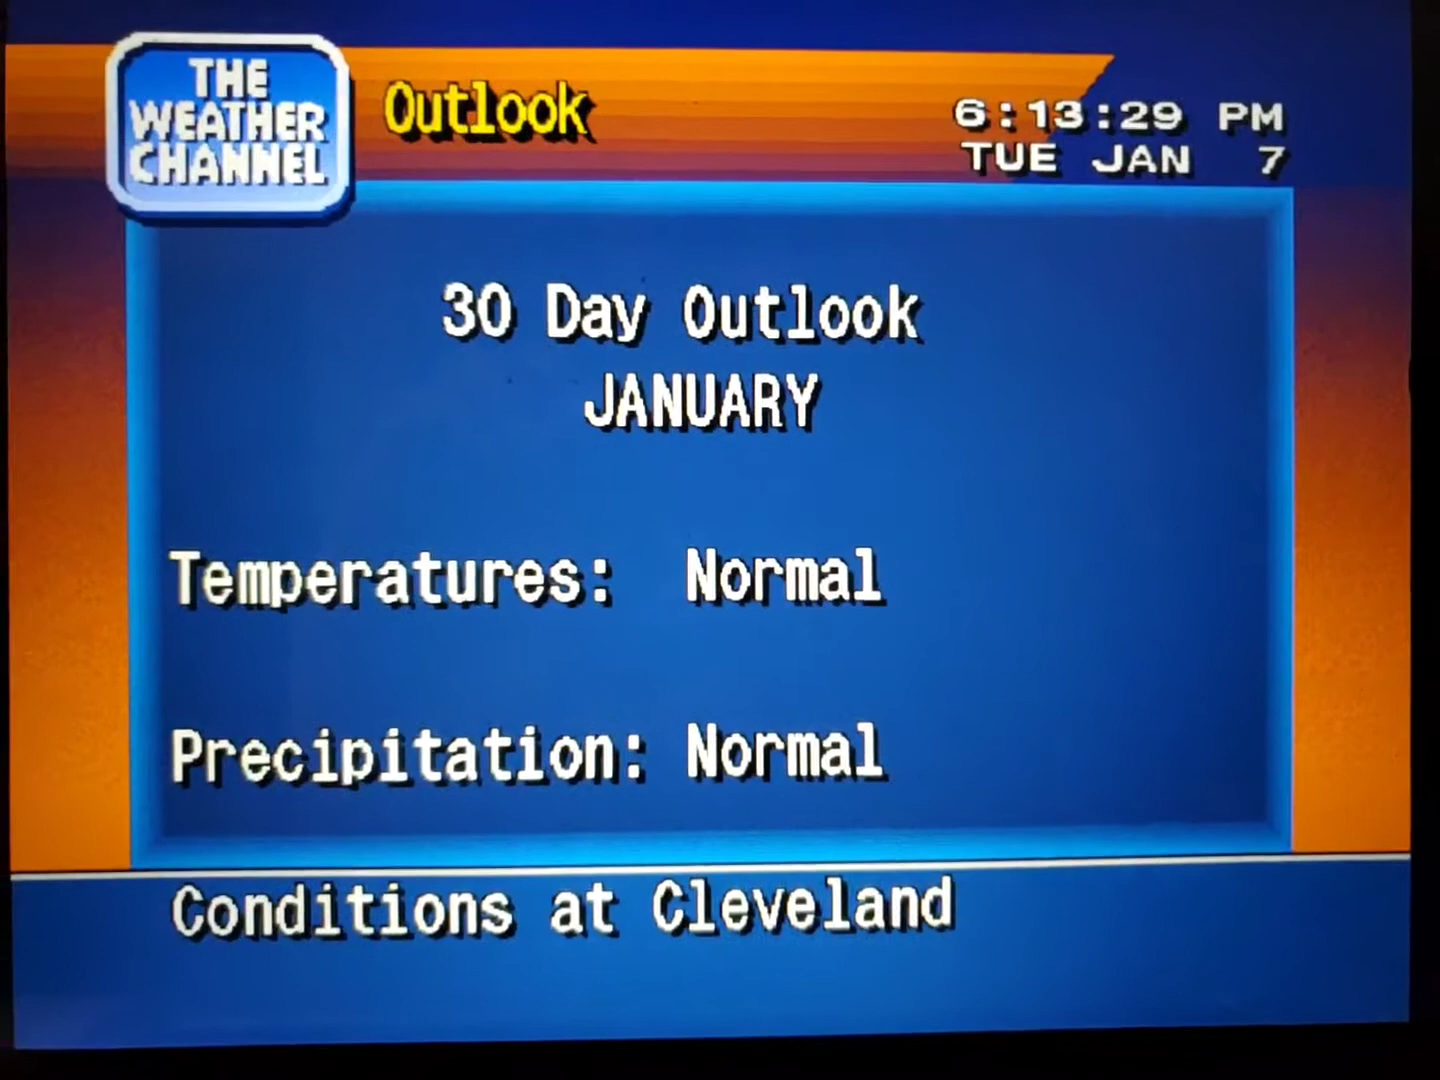 THE
WEATHER
CHANNEL
Outlook
6:13:29 PM
TUE JAN 7
30 Day Outlook
JANUARY
Temperatures: Normal
Precipitation: Normal
Conditions at Cleveland